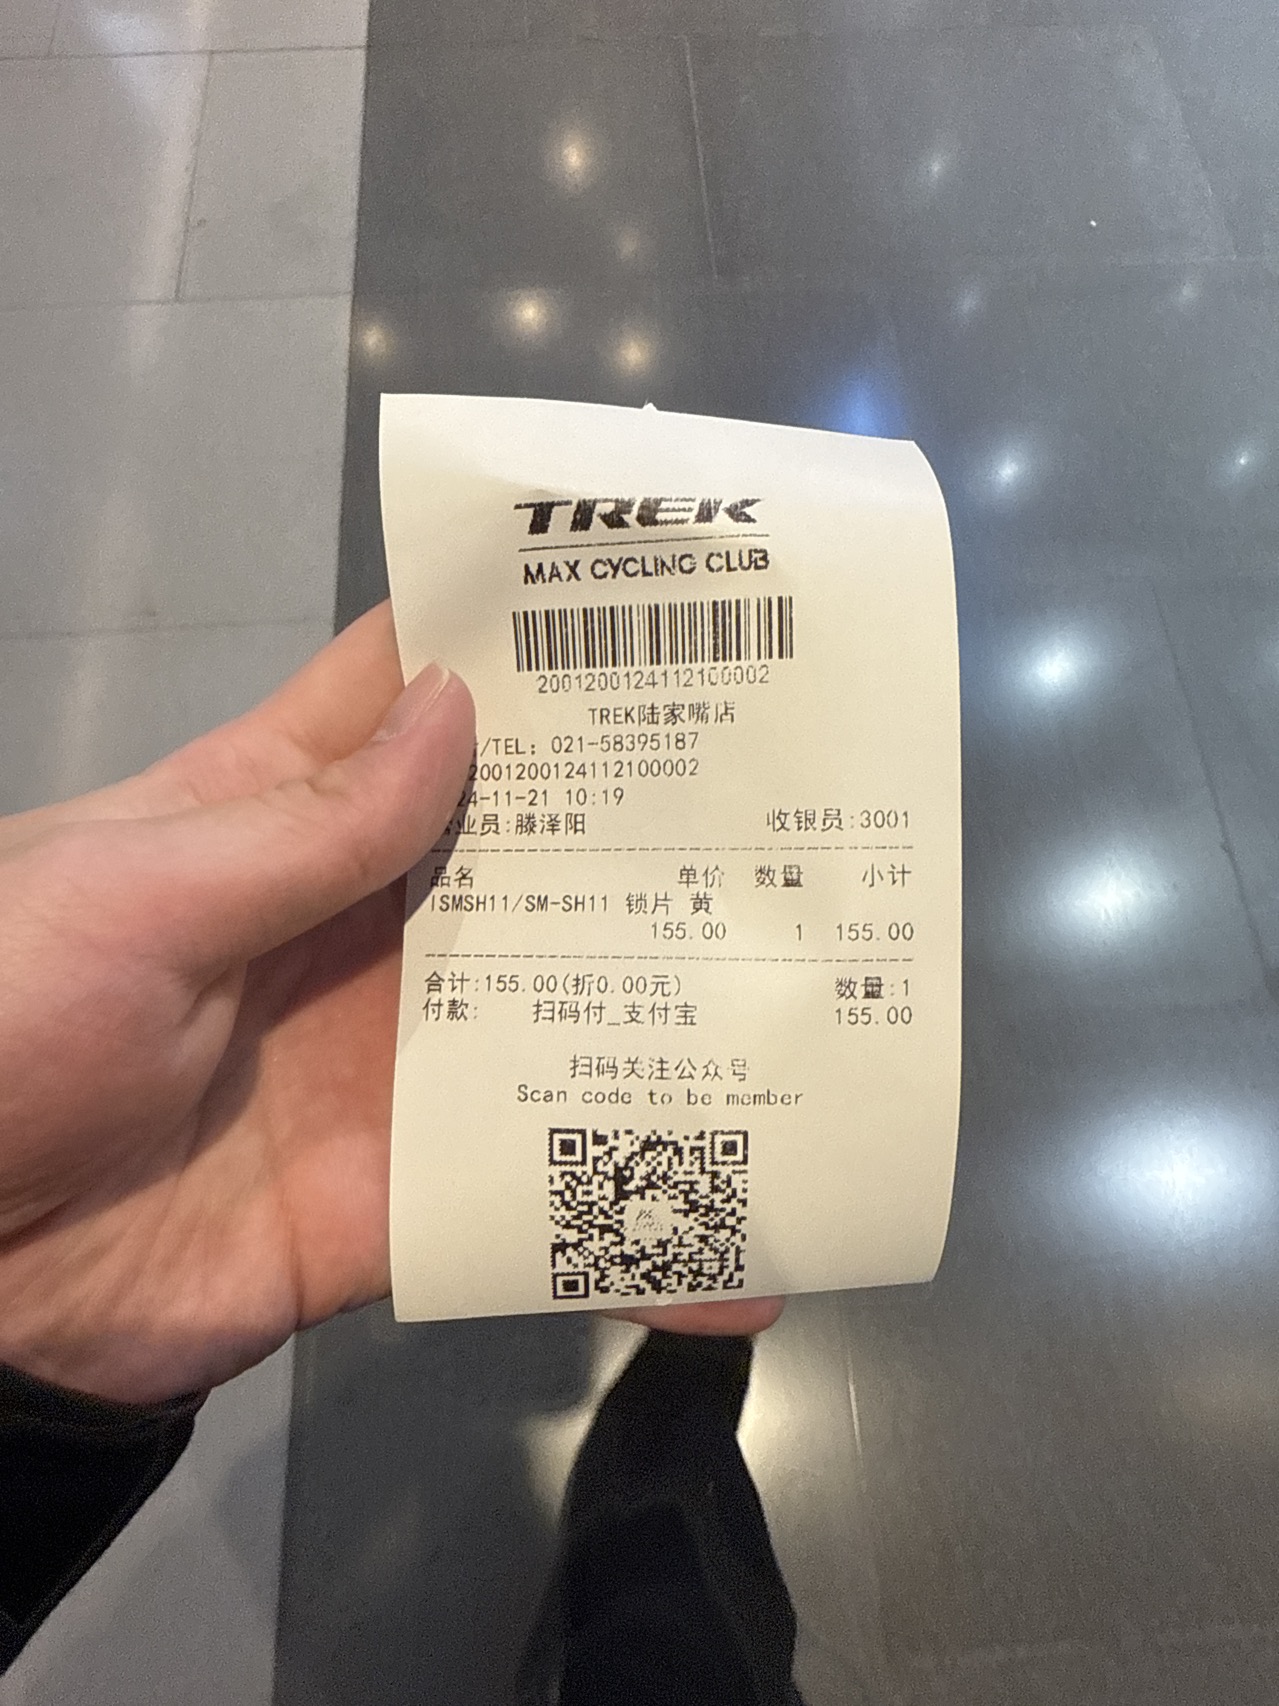 TREK
MAX CYCLING CLUB
2001200124112100002
TREK陆家嘴店
/TEL: 021-58395187
2001200124112100002
24-11-21 10:19
业员:滕泽阳 收银员:3001
品名 单价 数量 小计
ISMSH11/SM-SH11 锁片 黄
155.00 1 155.00
合计:155.00(折0.00元) 数量:1
付款: 扫码付_支付宝 155.00
扫码关注公众号
Scan code to be member